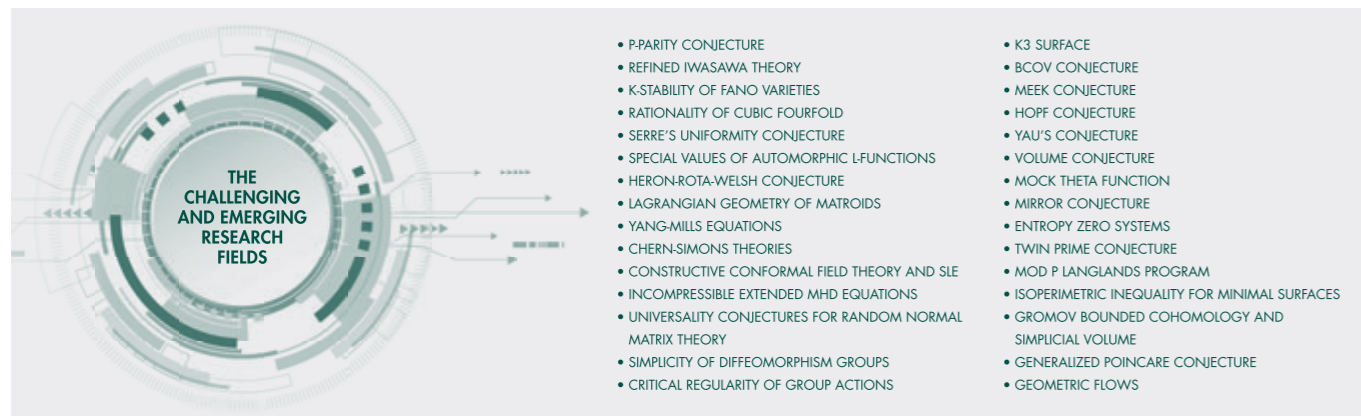 THE
CHALLENGING
AND EMERGING
RESEARCH
FIELDS
• P-PARITY CONJECTURE
• REFINED IWASAWA THEORY
• K-STABILITY OF FANO VARIETIES
• RATIONALITY OF CUBIC FOURFOLD
• SERRE'S UNIFORMITY CONJECTURE
• SPECIAL VALUES OF AUTOMORPHIC L-FUNCTIONS
• HERON-ROTA-WELSH CONJECTURE
• LAGRANGIAN GEOMETRY OF MATROIDS
• YANG-MILLS EQUATIONS
• CHERN-SIMONS THEORIES
• CONSTRUCTIVE CONFORMAL FIELD THEORY AND SLE
• INCOMPRESSIBLE EXTENDED MHD EQUATIONS
• UNIVERSALITY CONJECTURES FOR RANDOM NORMAL
MATRIX THEORY
• SIMPLICITY OF DIFFEOMORPHISM GROUPS
• CRITICAL REGULARITY OF GROUP ACTIONS
• K3 SURFACE
• BCOV CONJECTURE
• MEEK CONJECTURE
• HOPF CONJECTURE
• YAU'S CONJECTURE
• VOLUME CONJECTURE
• MOCK THETA FUNCTION
• MIRROR CONJECTURE
• ENTROPY ZERO SYSTEMS
• TWIN PRIME CONJECTURE
• MOD P LANGLANDS PROGRAM
• ISOPERIMETRIC INEQUALITY FOR MINIMAL SURFACES
• GROMOV BOUNDED COHOMOLOGY AND
SIMPLICIAL VOLUME
• GENERALIZED POINCARE CONJECTURE
• GEOMETRIC FLOWS